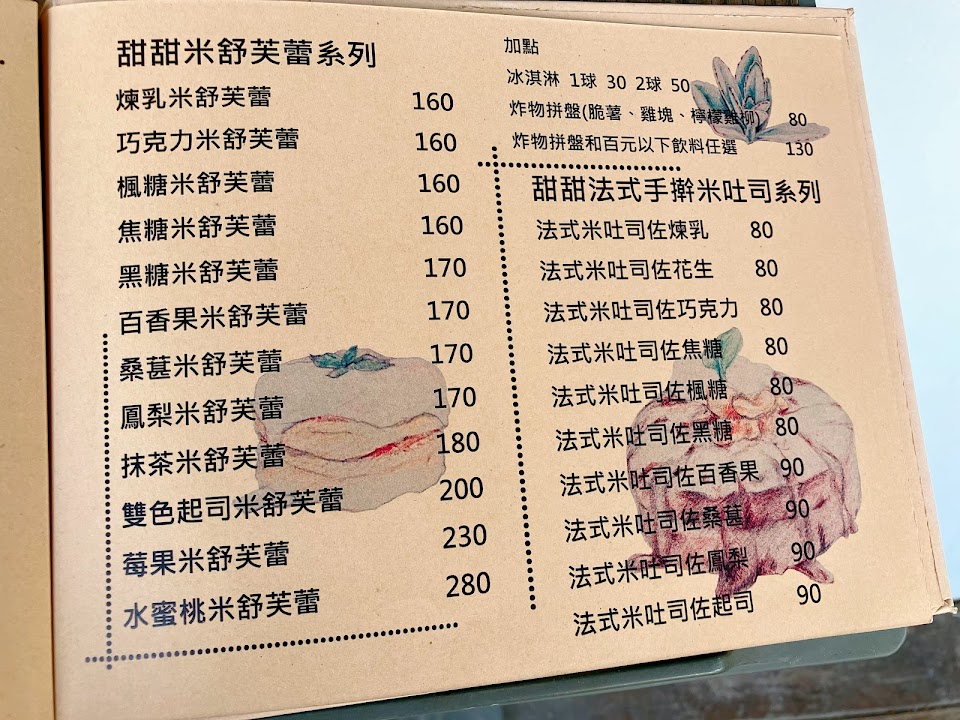 甜甜米舒芙蕾系列
煉乳米舒芙蕾 160
巧克力米舒芙蕾 160
楓糖米舒芙蕾 160
焦糖米舒芙蕾 160
黑糖米舒芙蕾 170
百香果米舒芙蕾 170
桑葚米舒芙蕾 170
鳳梨米舒芙蕾 170
抹茶米舒芙蕾 180
雙色起司米舒芙蕾 200
莓果米舒芙蕾 230
水蜜桃米舒芙蕾 280
加點
冰淇淋 1球 30 2球 50
炸物拼盤(脆薯、雞塊、檸檬雞柳) 80
炸物拼盤和百元以下飲料任選 130
甜甜法式手擀米吐司系列
法式米吐司佐煉乳 80
法式米吐司佐花生 80
法式米吐司佐巧克力 80
法式米吐司佐焦糖 80
法式米吐司佐楓糖 80
法式米吐司佐黑糖 80
法式米吐司佐百香果 90
法式米吐司佐桑葚 90
法式米吐司佐鳳梨 90
法式米吐司佐起司 90